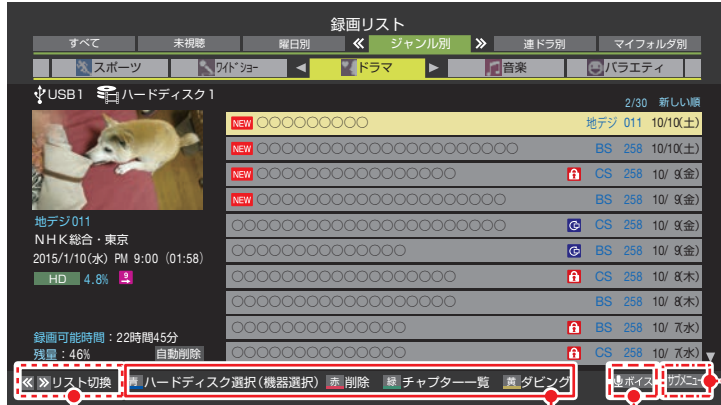 録画リスト
すべて 未視聴 曜日別 ≪ ジャンル別 ≫ 連ドラ別 マイフォルダ別
スポーツ ﾜｲﾄﾞｼｮｰ ◀ ドラマ ▶ 音楽 バラエティ
USB1 ハードディスク1
2/30 新しい順
NEW 〇〇〇〇〇〇〇〇〇 地デジ 011 10/10(土)
NEW 〇〇〇〇〇〇〇〇〇〇〇〇〇〇〇〇〇〇〇〇〇 BS 258 10/10(土)
NEW 〇〇〇〇〇〇〇〇〇〇〇〇〇〇〇〇 CS 258 10/ 9(金)
NEW 〇〇〇〇〇〇〇〇〇〇〇〇〇〇〇〇〇〇〇〇 BS 258 10/ 9(金)
〇〇〇〇〇〇〇〇〇〇〇〇〇〇〇〇〇〇〇〇〇〇 CS 258 10/ 9(金)
〇〇〇〇〇〇〇〇〇〇〇〇〇〇 BS 258 10/ 9(金)
〇〇〇〇〇〇〇〇〇〇〇〇〇〇〇〇〇〇 CS 258 10/ 8(木)
〇〇〇〇〇〇〇〇〇〇〇〇〇〇〇〇〇〇 BS 258 10/ 8(木)
〇〇〇〇〇〇〇〇〇〇〇〇〇〇 BS 258 10/ 7(水)
〇〇〇〇〇〇〇〇〇〇〇〇〇〇 CS 258 10/ 7(水)
地デジ011
NHK総合・東京
2015/1/10(水) PM 9:00 (01:58)
HD 4.8% 9
録画可能時間：22時間45分
残量：46% 自動削除
≪ ≫リスト切換 青 ハードディスク選択(機器選択) 赤 削除 緑 チャプター一覧 黄 ダビング ボイス ｻﾌﾞﾒﾆｭｰ